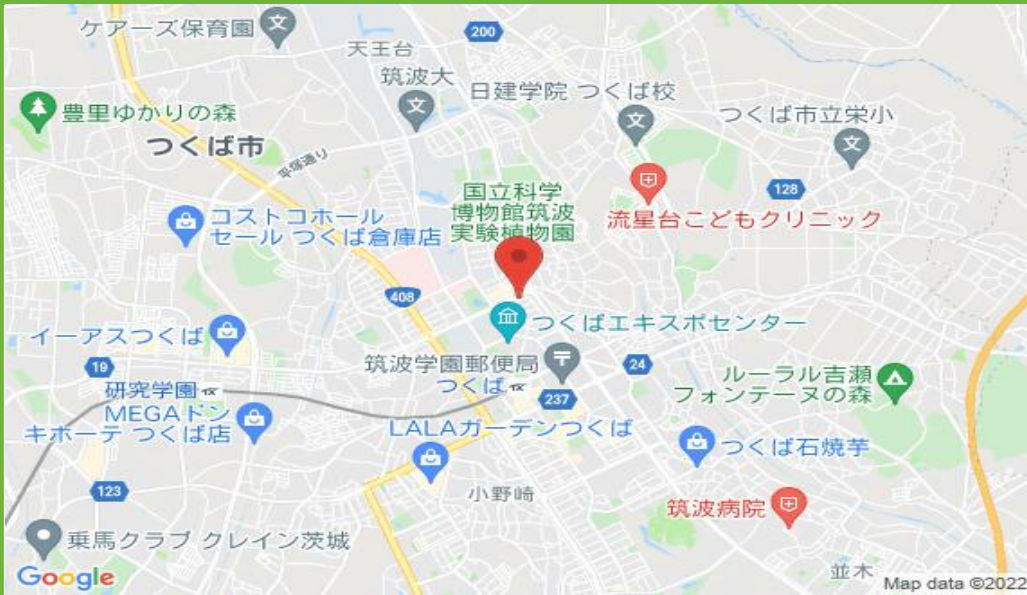 ケアーズ保育園
200
天王台
筑波大
日建学院 つくば校
豊里ゆかりの森
つくば市立栄小
つくば市
平塚通り
国立科学
博物館筑波
実験植物園
128
流星台こどもクリニック
コストコホール
セール つくば倉庫店
408
つくばエキスポセンター
イーアスつくば
筑波学園郵便局
19
24
ルーラル吉瀬
フォンテーヌの森
研究学園
つくば
237
MEGAドン
キホーテ つくば店
LALAガーデンつくば
つくば石焼芋
123
小野崎
筑波病院
乗馬クラブ クレイン茨城
並木
Google
Map data ©2022